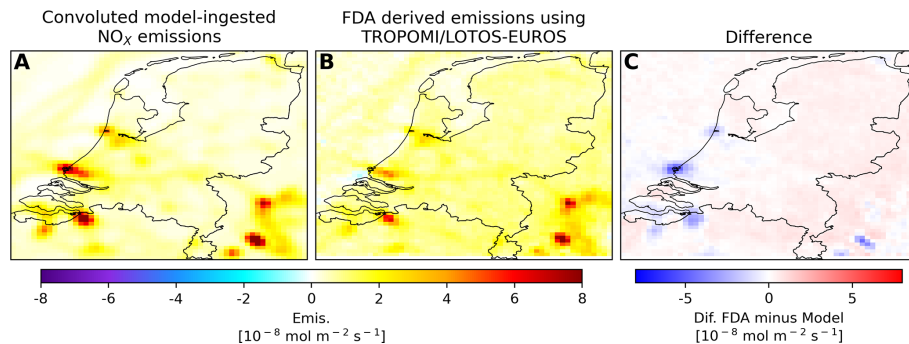 Convoluted model-ingested
NOX emissions
FDA derived emissions using
TROPOMI/LOTOS-EUROS
Difference
A
B
C
-8 -6 -4 -2 0 2 4 6 8
Emis.
[10⁻⁸ mol m⁻² s⁻¹]
-5 0 5
Dif. FDA minus Model
[10⁻⁸ mol m⁻² s⁻¹]